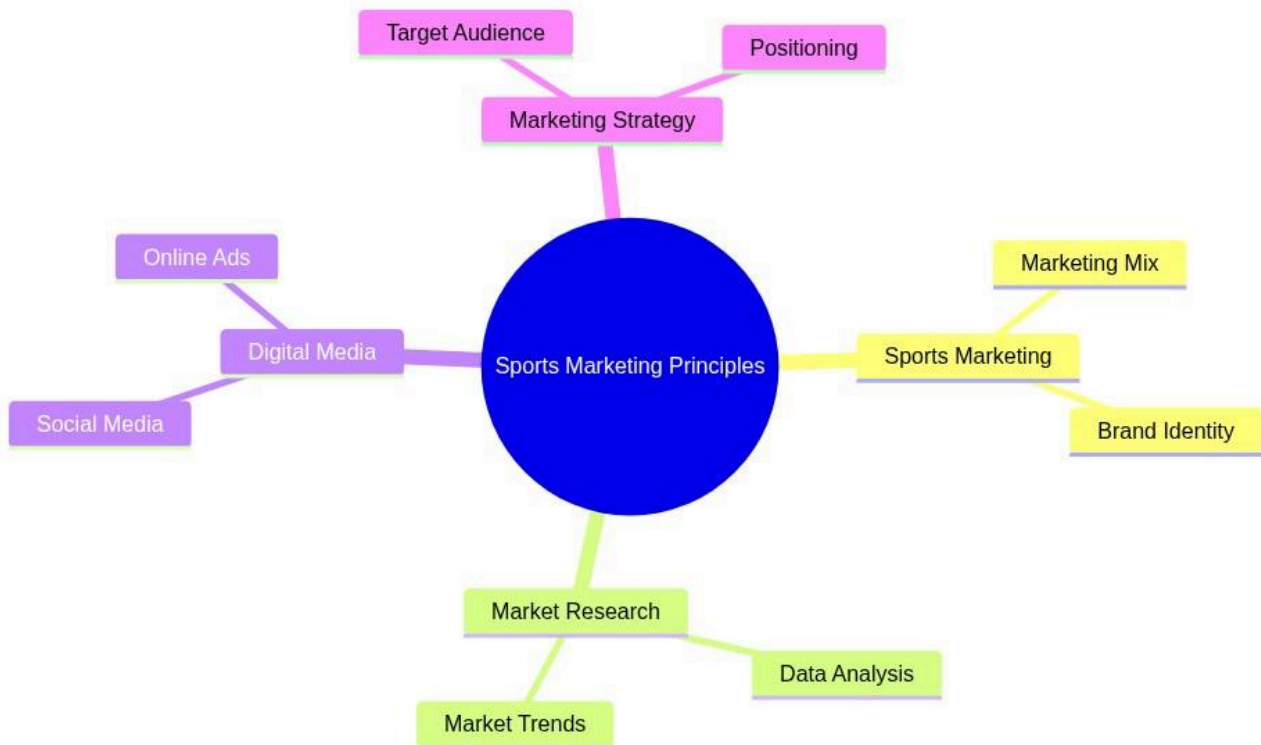 Target Audience
Positioning
Marketing Strategy
Online Ads
Marketing Mix
Digital Media
Sports Marketing Principles
Sports Marketing
Social Media
Brand Identity
Market Research
Data Analysis
Market Trends